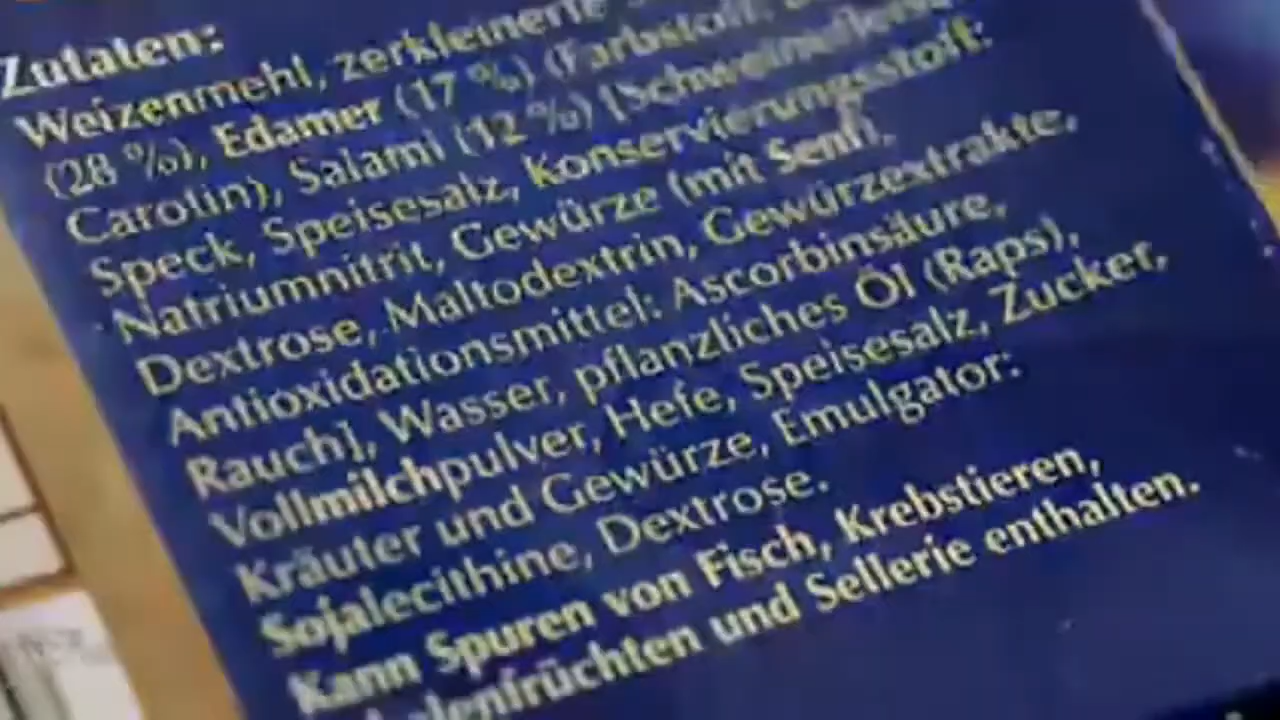 Zutaten:
Weizenmehl, zerkleinerte
(28 %), Edamer (17 %) (Farbstoff:
Carotin), Salami (12 %) [Schweinefleisch,
Speck, Speisesalz, Konservierungsstoff:
Natriumnitrit, Gewürze (mit Senf),
Dextrose, Maltodextrin, Gewürzextrakte,
Antioxidationsmittel: Ascorbinsäure,
Rauch], Wasser, pflanzliches Öl (Raps),
Vollmilchpulver, Hefe, Speisesalz, Zucker,
Kräuter und Gewürze, Emulgator:
Sojalecithine, Dextrose.
Kann Spuren von Fisch, Krebstieren,
und Sellerie enthalten.